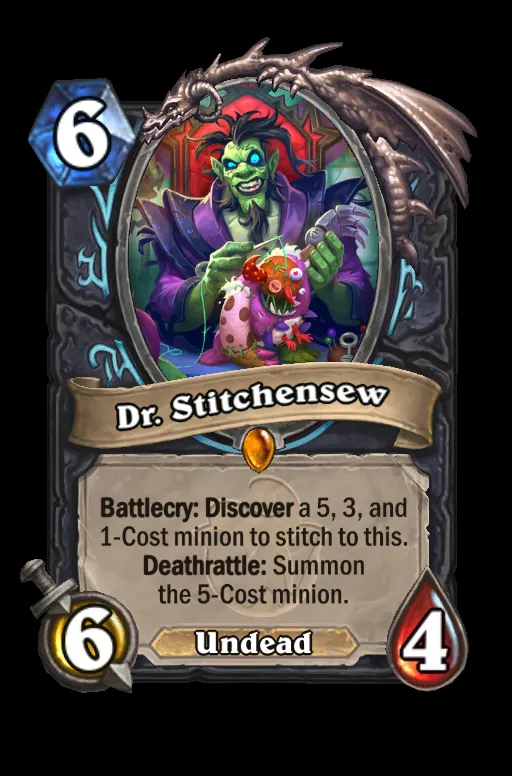 6
Dr. Stitchensew
Battlecry: Discover a 5, 3, and
1-Cost minion to stitch to this.
Deathrattle: Summon
the 5-Cost minion.
6
Undead
4